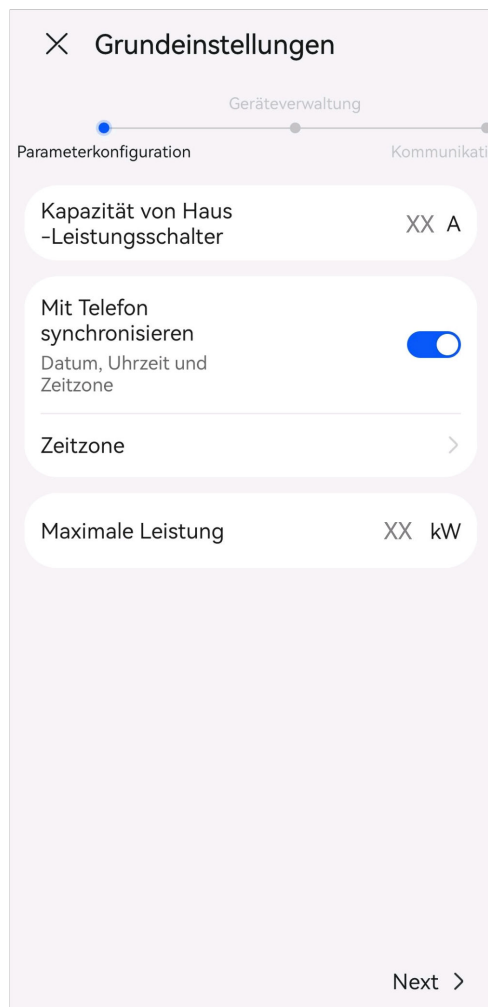 Grundeinstellungen
Geräteverwaltung
Parameterkonfiguration
Kommunikati
Kapazität von Haus
-Leistungsschalter
XX A
Mit Telefon
synchronisieren
Datum, Uhrzeit und
Zeitzone
Zeitzone
Maximale Leistung
XX kW
Next